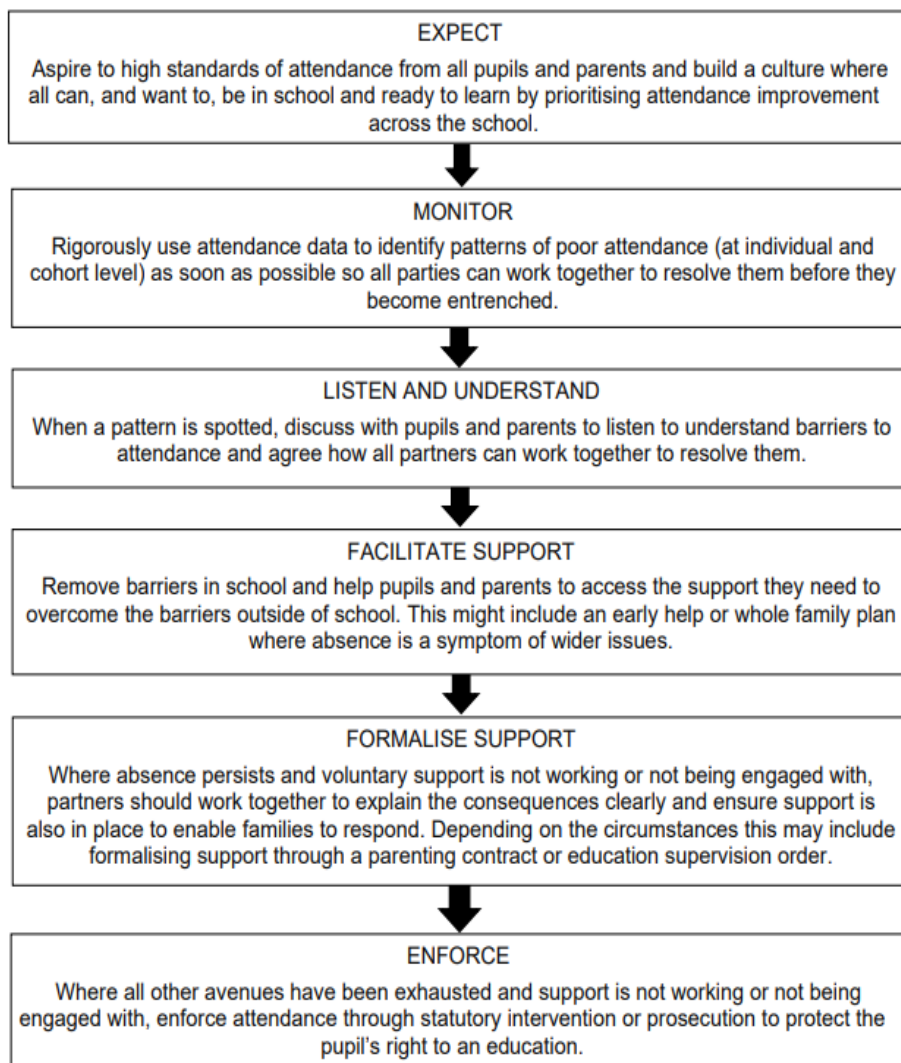 EXPECT
Aspire to high standards of attendance from all pupils and parents and build a culture where
all can, and want to, be in school and ready to learn by prioritising attendance improvement
across the school.
MONITOR
Rigorously use attendance data to identify patterns of poor attendance (at individual and
cohort level) as soon as possible so all parties can work together to resolve them before they
become entrenched.
LISTEN AND UNDERSTAND
When a pattern is spotted, discuss with pupils and parents to listen to understand barriers to
attendance and agree how all partners can work together to resolve them.
FACILITATE SUPPORT
Remove barriers in school and help pupils and parents to access the support they need to
overcome the barriers outside of school. This might include an early help or whole family plan
where absence is a symptom of wider issues.
FORMALISE SUPPORT
Where absence persists and voluntary support is not working or not being engaged with,
partners should work together to explain the consequences clearly and ensure support is
also in place to enable families to respond. Depending on the circumstances this may include
formalising support through a parenting contract or education supervision order.
ENFORCE
Where all other avenues have been exhausted and support is not working or not being
engaged with, enforce attendance through statutory intervention or prosecution to protect the
pupil's right to an education.